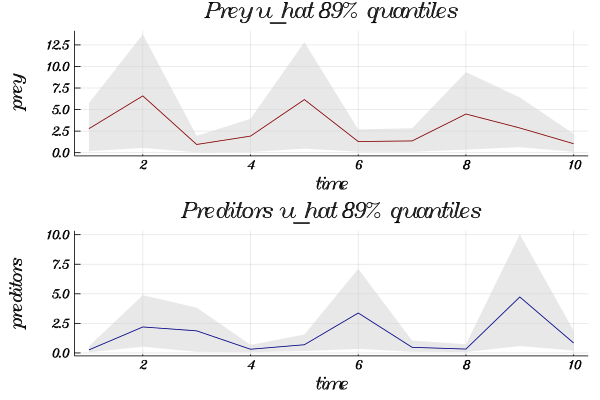 Prey u_hat 89% quantiles
12.5
10.0
7.5
5.0
2.5
0.0
prey
2 4 6 8 10
time
Preditors u_hat 89% quantiles
10.0
7.5
5.0
2.5
0.0
preditors
2 4 6 8 10
time